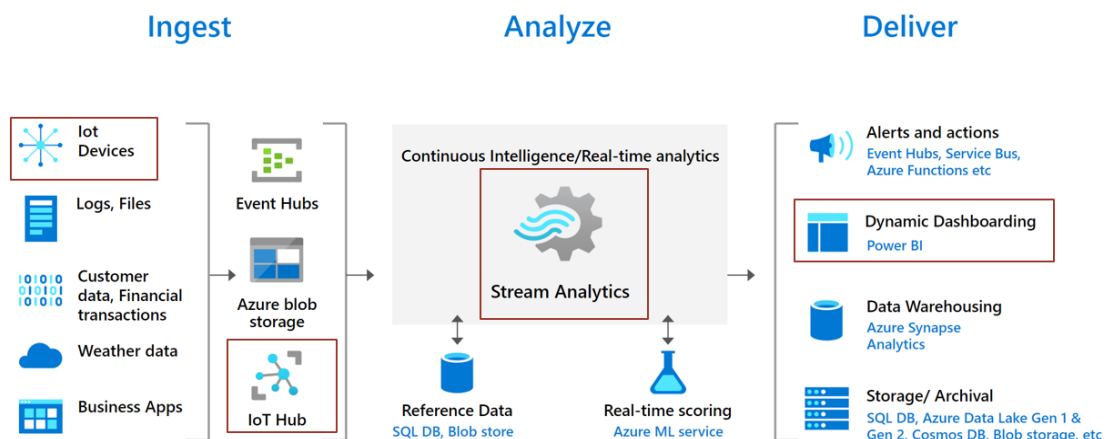 Ingest
Analyze
Deliver
Iot
Devices
Logs, Files
Customer
data, Financial
transactions
Weather data
Business Apps
Event Hubs
Azure blob
storage
IoT Hub
Continuous Intelligence/Real-time analytics
Stream Analytics
Reference Data
SQL DB, Blob store
Real-time scoring
Azure ML service
Alerts and actions
Event Hubs, Service Bus,
Azure Functions etc
Dynamic Dashboarding
Power BI
Data Warehousing
Azure Synapse
Analytics
Storage/ Archival
SQL DB, Azure Data Lake Gen 1 &
Gen 2, Cosmos DB, Blob storage, etc